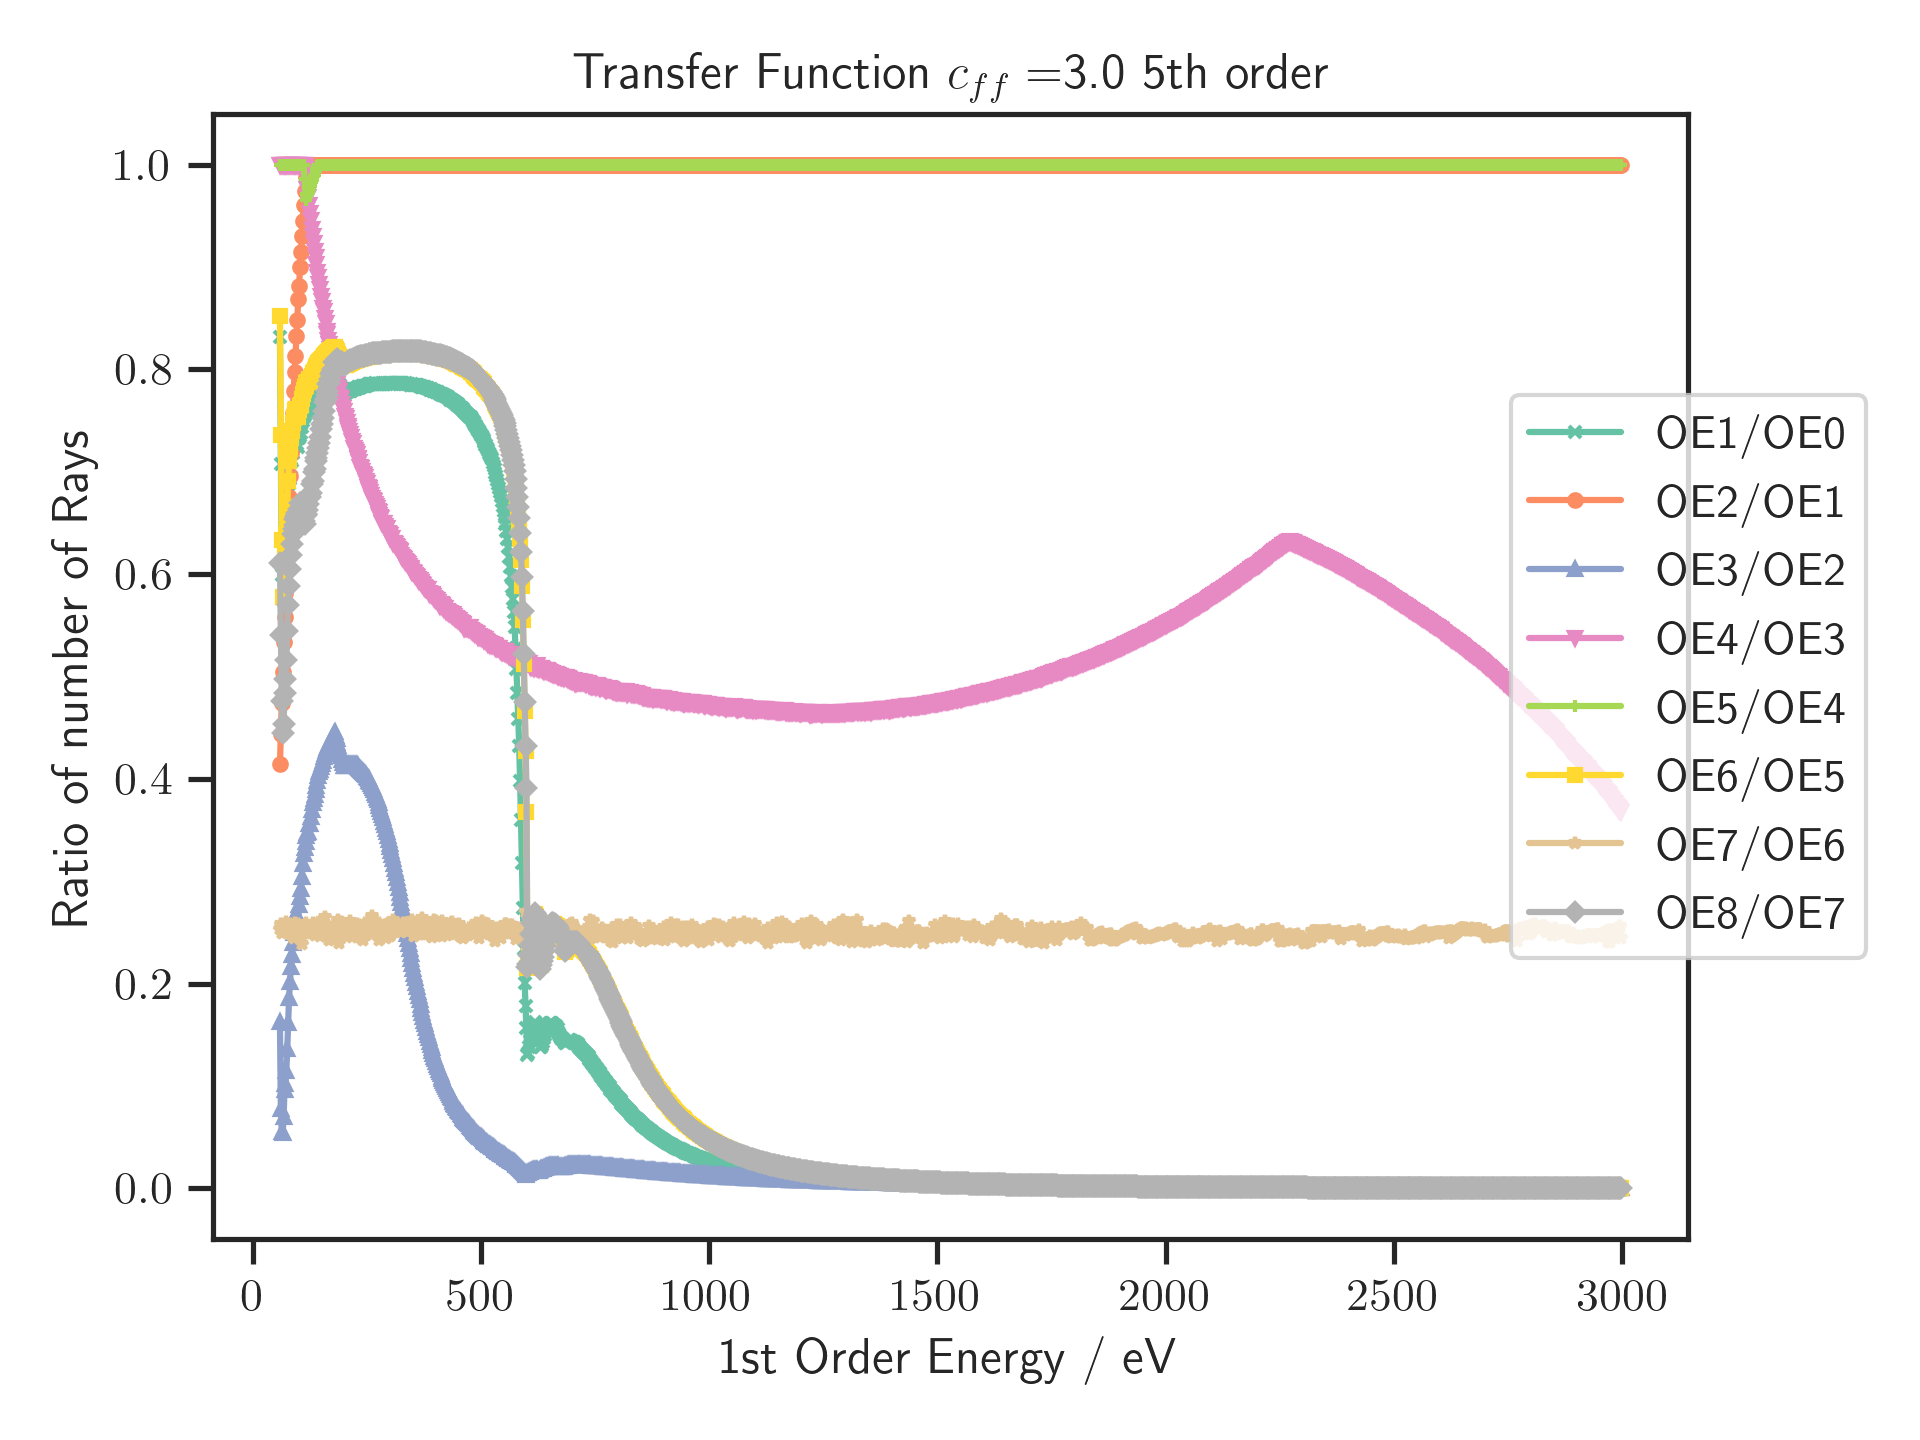 Transfer Function c_ff =3.0 5th order
Ratio of number of Rays
1.0
0.8
0.6
0.4
0.2
0.0
OE1/OE0
OE2/OE1
OE3/OE2
OE4/OE3
OE5/OE4
OE6/OE5
OE7/OE6
OE8/OE7
0 500 1000 1500 2000 2500 3000
1st Order Energy / eV